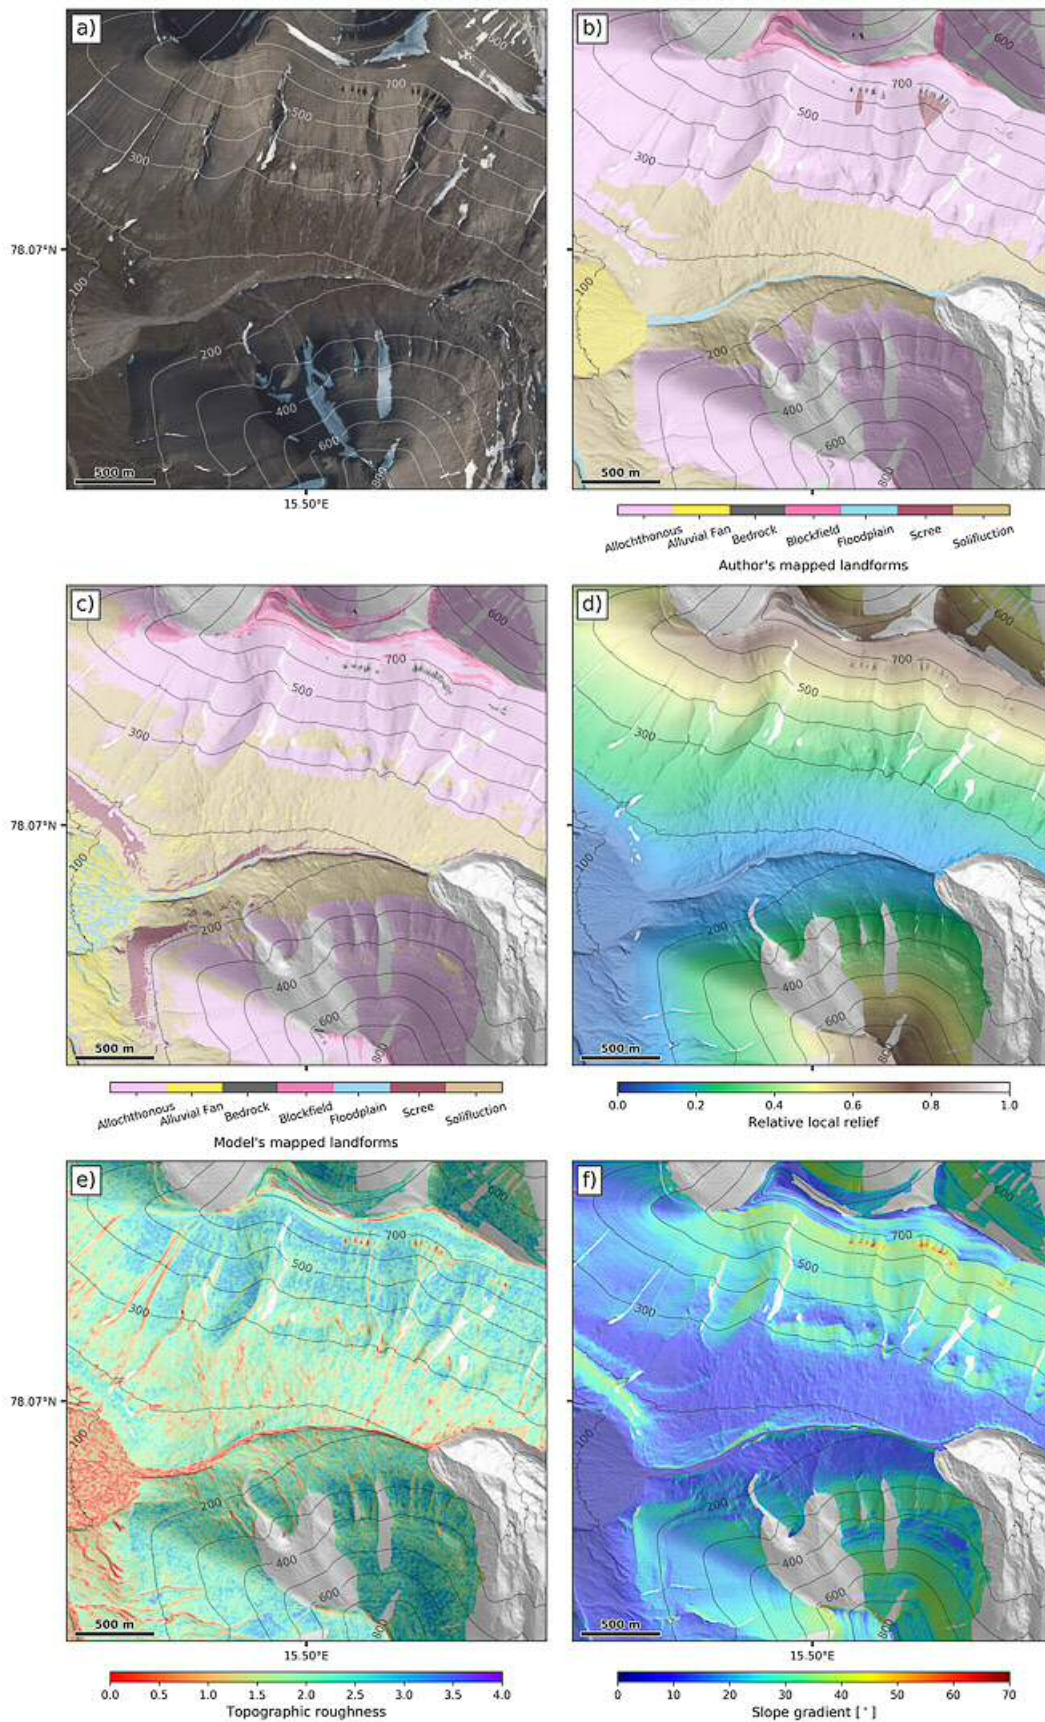 a)
600
700
500
300
78.07°N
100
200
400
600
800
500 m
15.50°E
b)
600
700
500
300
100
200
400
600
800
500 m
Allochthonous
Alluvial Fan
Bedrock
Blockfield
Floodplain
Scree
Solifluction
Author's mapped landforms
c)
600
700
500
300
78.07°N
100
200
400
600
800
500 m
Allochthonous
Alluvial Fan
Bedrock
Blockfield
Floodplain
Scree
Solifluction
Model's mapped landforms
d)
600
700
500
300
100
200
400
600
800
500 m
0.0 0.2 0.4 0.6 0.8 1.0
Relative local relief
e)
600
700
500
300
78.07°N
100
200
400
600
800
500 m
15.50°E
0.0 0.5 1.0 1.5 2.0 2.5 3.0 3.5 4.0
Topographic roughness
f)
600
700
500
300
100
200
400
600
800
500 m
15.50°E
0 10 20 30 40 50 60 70
Slope gradient [°]